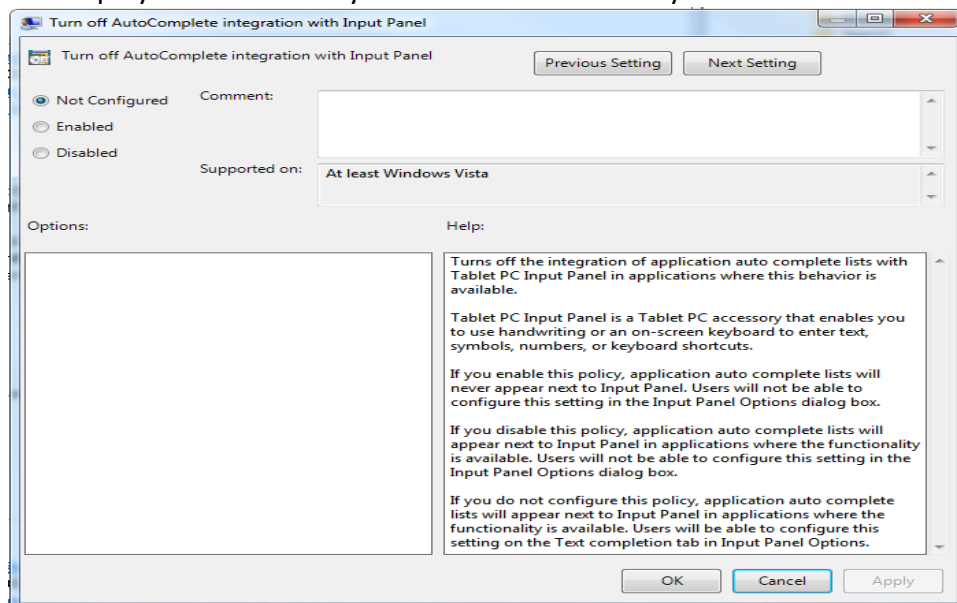 Turn off AutoComplete integration with Input Panel
Turn off AutoComplete integration with Input Panel
Previous Setting
Next Setting
Not Configured
Comment:
Enabled
Disabled
Supported on:
At least Windows Vista
Options:
Help:
Turns off the integration of application auto complete lists with
Tablet PC Input Panel in applications where this behavior is
available.
Tablet PC Input Panel is a Tablet PC accessory that enables you
to use handwriting or an on-screen keyboard to enter text,
symbols, numbers, or keyboard shortcuts.
If you enable this policy, application auto complete lists will
never appear next to Input Panel. Users will not be able to
configure this setting in the Input Panel Options dialog box.
If you disable this policy, application auto complete lists will
appear next to Input Panel in applications where the functionality
is available. Users will not be able to configure this setting in the
Input Panel Options dialog box.
If you do not configure this policy, application auto complete
lists will appear next to Input Panel in applications where the
functionality is available. Users will be able to configure this
setting on the Text completion tab in Input Panel Options.
OK
Cancel
Apply